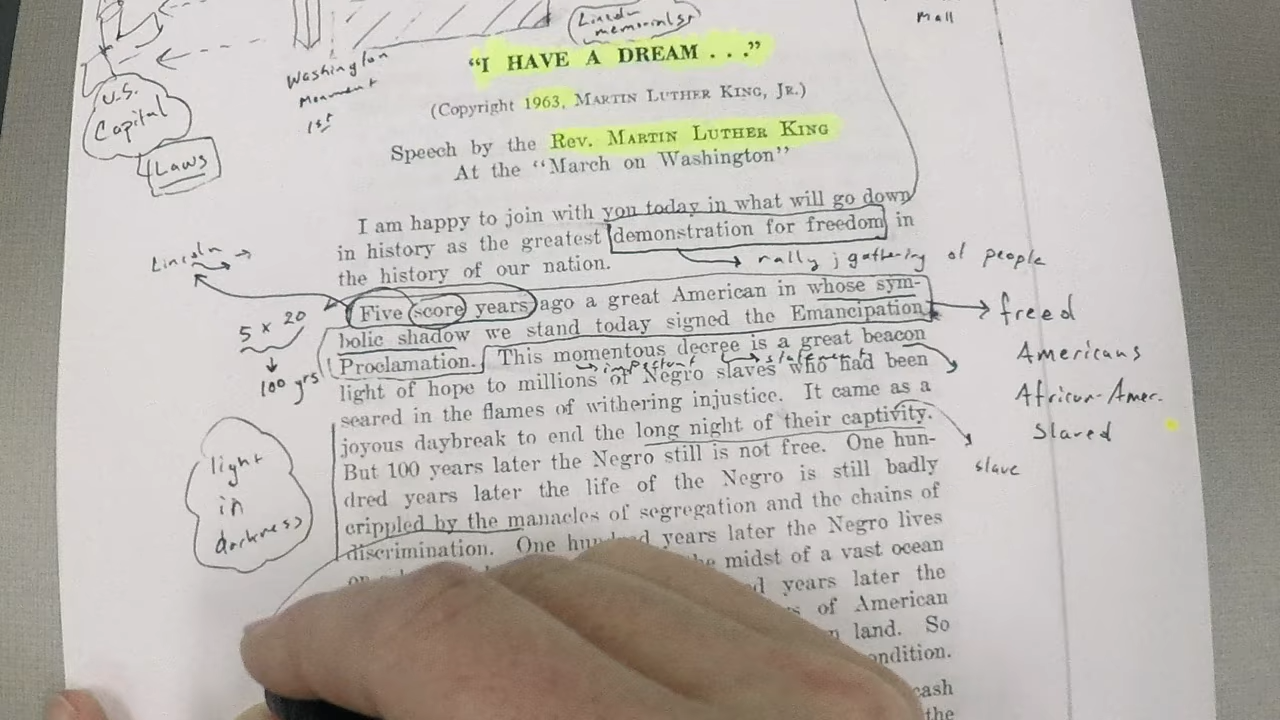 Lincoln
memorial 1st
mall
Washington
Monument
1st
U.S.
Capital
4 Laws
"I HAVE A DREAM . . ."
(Copyright 1963, MARTIN LUTHER KING, JR.)
Speech by the Rev. MARTIN LUTHER KING
At the "March on Washington"
I am happy to join with you today in what will go down
in history as the greatest demonstration for freedom in
the history of our nation.
Lincoln
rally ; gathering of people
Five score years ago a great American in whose sym-
bolic shadow we stand today signed the Emancipation
Proclamation. This momentous decree is a great beacon
light of hope to millions of Negro slaves who had been
seared in the flames of withering injustice. It came as a
joyous daybreak to end the long night of their captivity.
But 100 years later the Negro still is not free. One hun-
dred years later the life of the Negro is still badly
crippled by the manacles of segregation and the chains of
discrimination. One hundred years later the Negro lives
midst of a vast ocean
years later the
of American
land. So
cash
the
5 x 20
100 yrs
important
statement
freed
Americans
African-Amer.
Slaved
slave
light
in
darkness